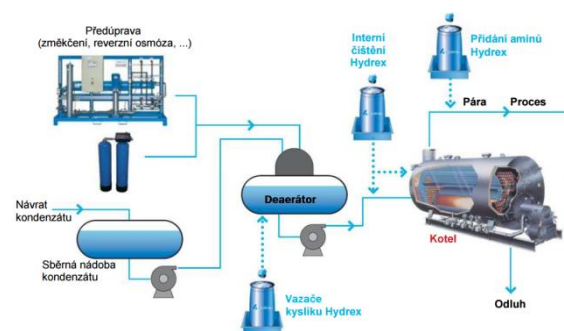 Předúprava
(změkčení, reverzní osmóza, ...)
Interní
čištění
Hydrex
Přidání aminů
Hydrex
Pára
Proces
Návrat
kondenzátu
Deaerátor
Kotel
Sběrná nádoba
kondenzátu
Vazače
kyslíku Hydrex
Odluh